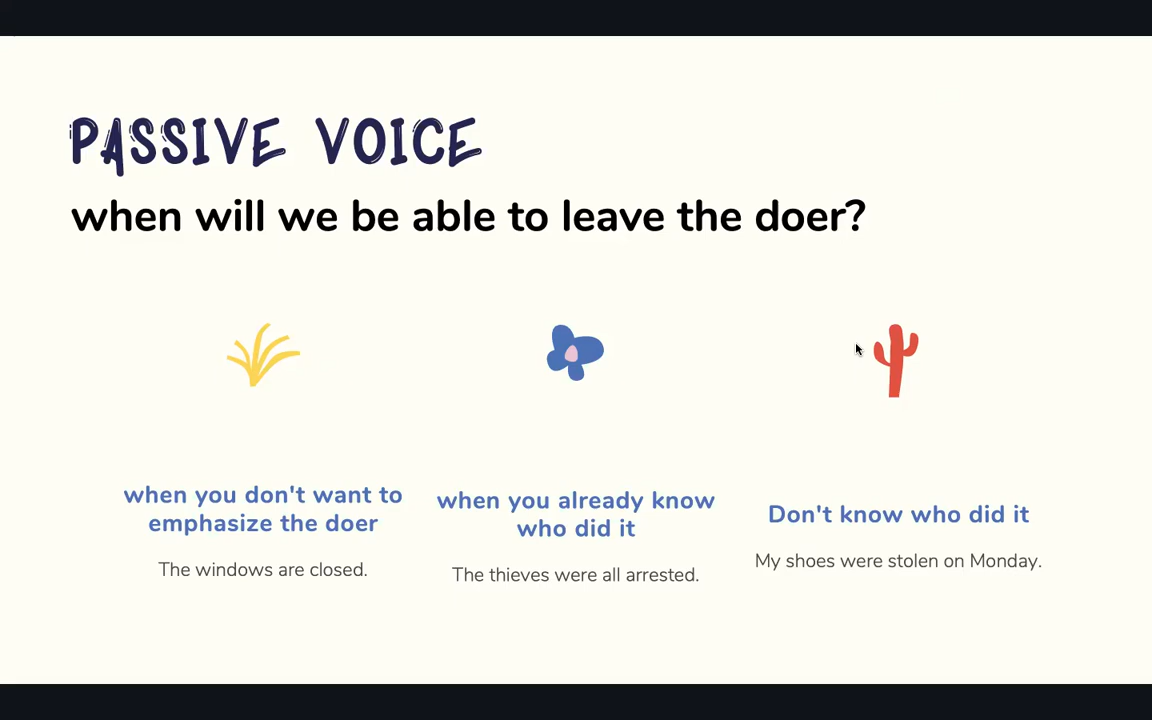 PASSIVE VOICE
when will we be able to leave the doer?
when you don't want to
emphasize the doer
The windows are closed.
when you already know
who did it
The thieves were all arrested.
Don't know who did it
My shoes were stolen on Monday.